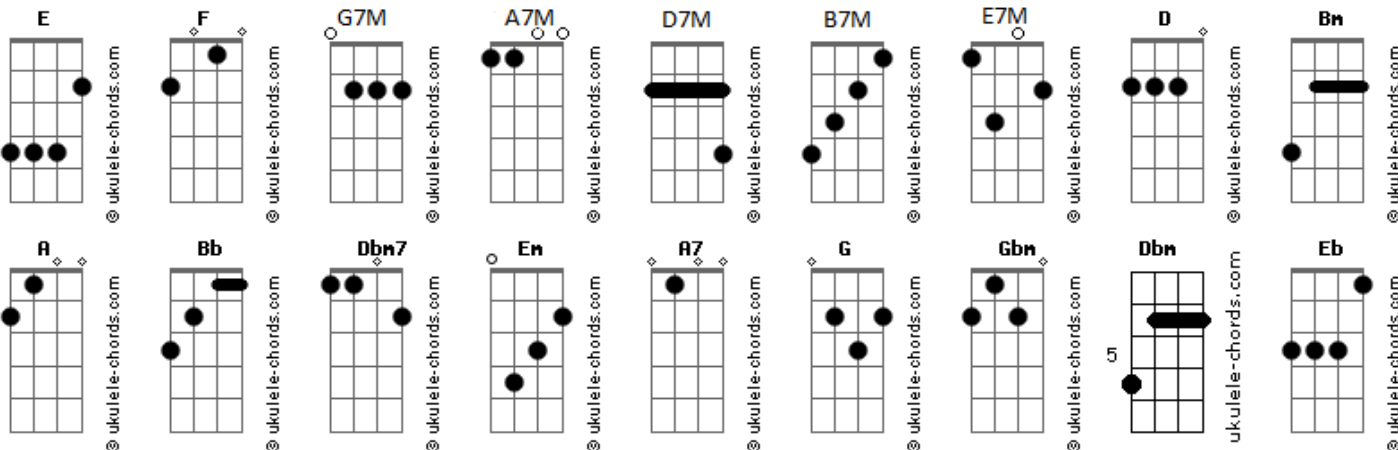 E F G7M A7M D7M B7M E7M D Bm
© ukulele-chords.com © ukulele-chords.com © ukulele-chords.com © ukulele-chords.com © ukulele-chords.com © ukulele-chords.com © ukulele-chords.com © ukulele-chords.com © ukulele-chords.com
A Bb Dbm7 Em A7 G Gbm Dbm Eb
5
© ukulele-chords.com © ukulele-chords.com © ukulele-chords.com © ukulele-chords.com © ukulele-chords.com © ukulele-chords.com © ukulele-chords.com ukulele-chords.com © ukulele-chords.com